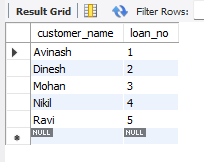 Result Grid Filter Rows:
customer_name loan_no
Avinash 1
Dinesh 2
Mohan 3
Nikil 4
Ravi 5
NULL NULL